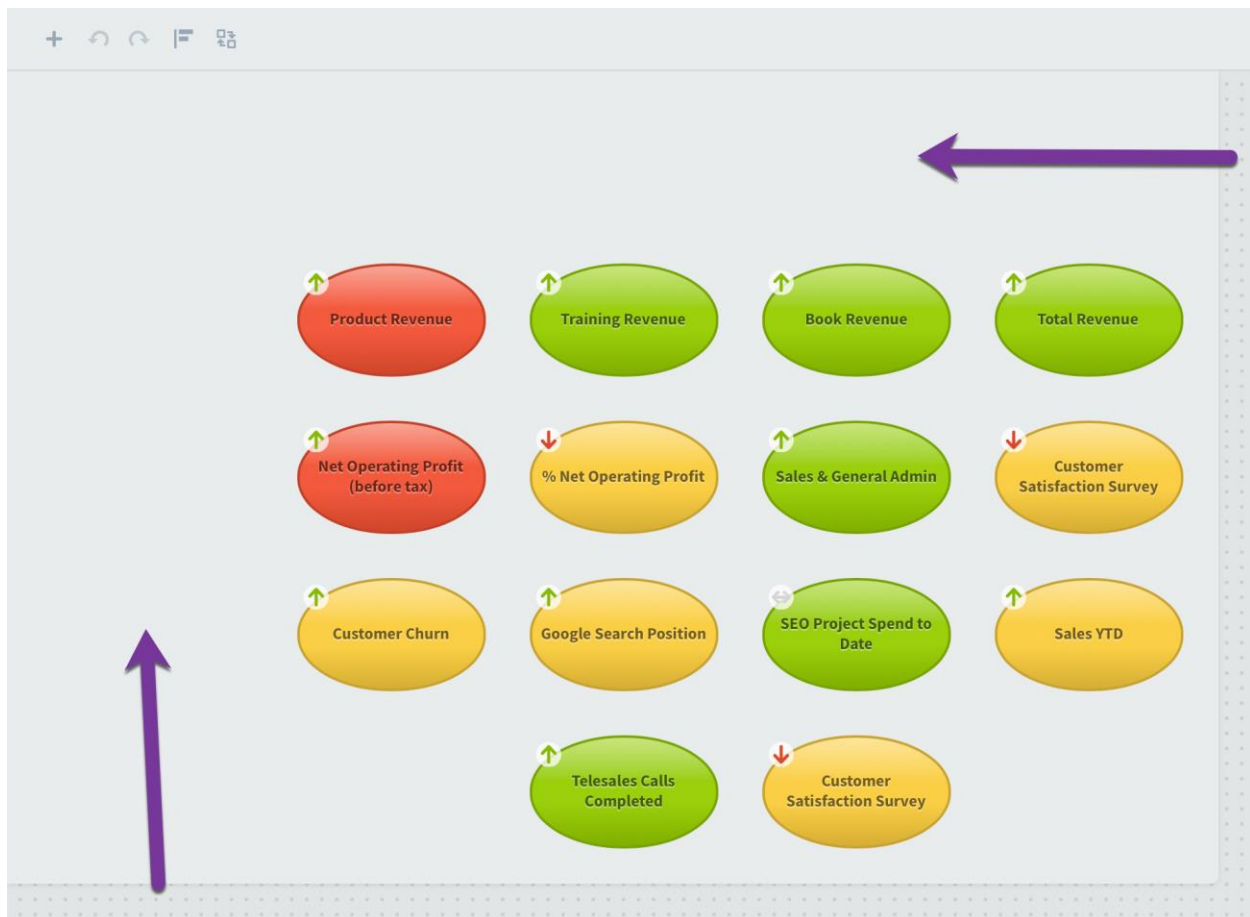 Product Revenue
Training Revenue
Book Revenue
Total Revenue
Net Operating Profit
(before tax)
% Net Operating Profit
Sales & General Admin
Customer
Satisfaction Survey
Customer Churn
Google Search Position
SEO Project Spend to
Date
Sales YTD
Telesales Calls
Completed
Customer
Satisfaction Survey